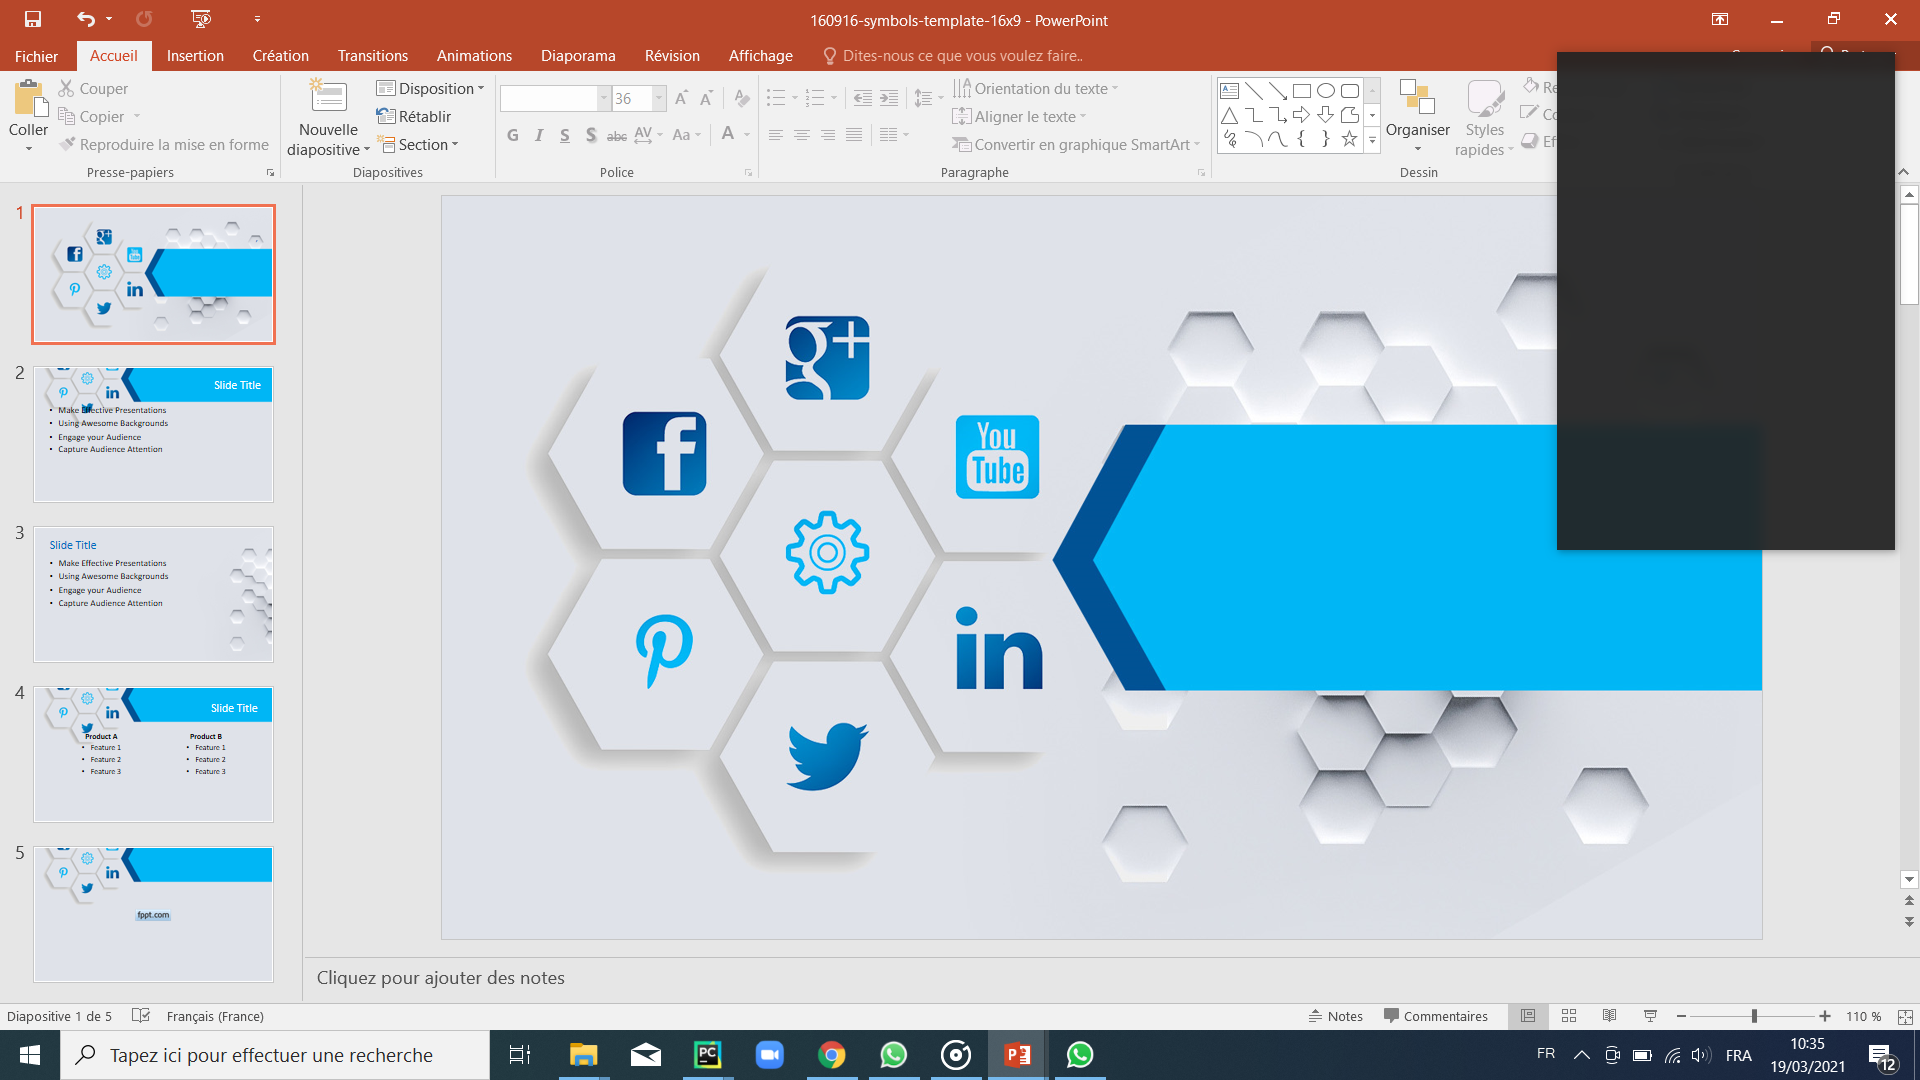 160916-symbols-template-16x9 - PowerPoint
Fichier Accueil Insertion Création Transitions Animations Diaporama Révision Affichage Dites-nous ce que vous voulez faire..
Coller
Couper
Copier
Reproduire la mise en forme
Presse-papiers
Nouvelle
diapositive
Disposition
Rétablir
Section
Diapositives
36
G I S S abc AV Aa A
Police
Orientation du texte
Aligner le texte
Convertir en graphique SmartArt
Paragraphe
Organiser
Styles
rapides
Dessin
1
g+
f
You
Tube
in
2
Slide Title
• Make Effective Presentations
• Using Awesome Backgrounds
• Engage your Audience
• Capture Audience Attention
3
Slide Title
• Make Effective Presentations
• Using Awesome Backgrounds
• Engage your Audience
• Capture Audience Attention
4
Slide Title
Product A Product B
• Feature 1 • Feature 1
• Feature 2 • Feature 2
• Feature 3 • Feature 3
5
fppt.com
g+
f
You
Tube
in
Cliquez pour ajouter des notes
Diapositive 1 de 5 Français (France) Notes Commentaires 110 %
Tapez ici pour effectuer une recherche
FR FRA
10:35
19/03/2021
12